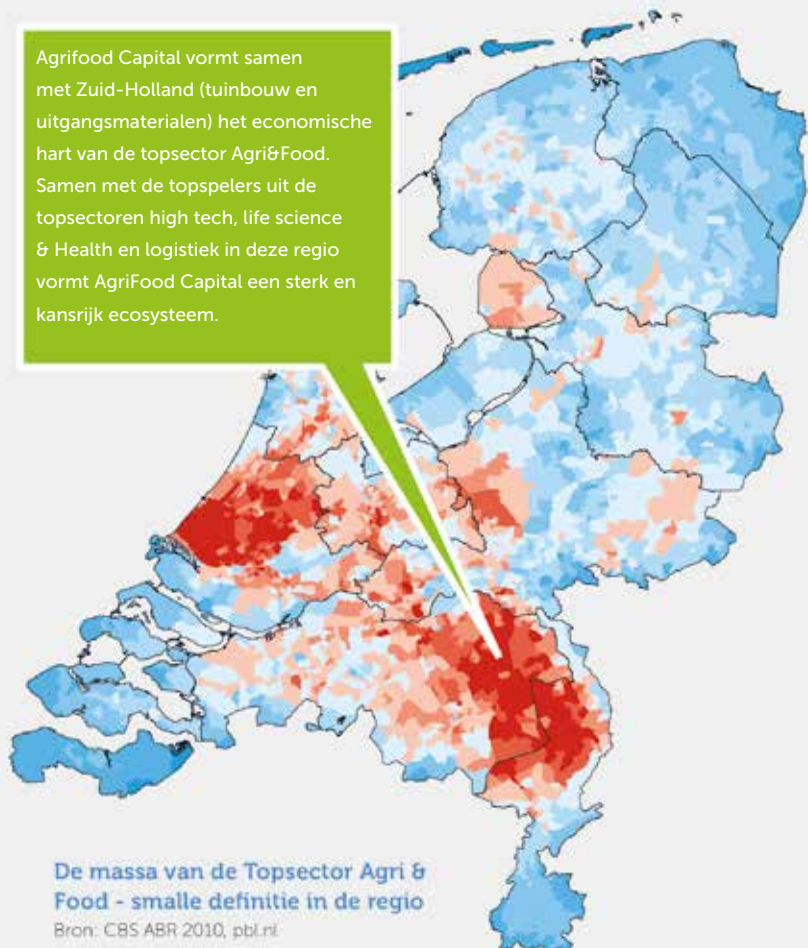 Agrifood Capital vormt samen
met Zuid-Holland (tuinbouw en
uitgangsmaterialen) het economische
hart van de topsector Agri&Food.
Samen met de topspelers uit de
topsectoren high tech, life science
& Health en logistiek in deze regio
vormt AgriFood Capital een sterk en
kansrijk ecosysteem.
De massa van de Topsector Agri &
Food - smalle definitie in de regio
Bron: CBS ABR 2010, pbl.nl